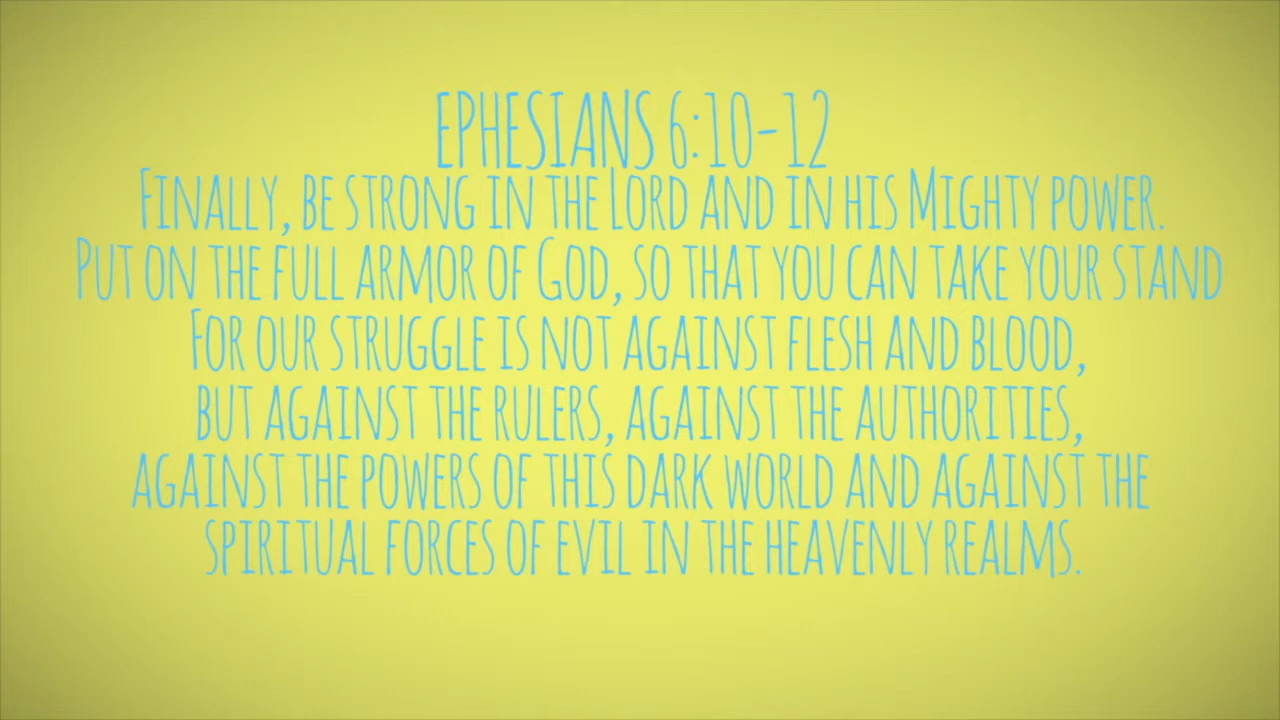 EPHESIANS 6:10-12
FINALLY, BE STRONG IN THE LORD AND IN HIS MIGHTY POWER.
PUT ON THE FULL ARMOR OF GOD, SO THAT YOU CAN TAKE YOUR STAND
FOR OUR STRUGGLE IS NOT AGAINST FLESH AND BLOOD,
BUT AGAINST THE RULERS, AGAINST THE AUTHORITIES,
AGAINST THE POWERS OF THIS DARK WORLD AND AGAINST THE
SPIRITUAL FORCES OF EVIL IN THE HEAVENLY REALMS.